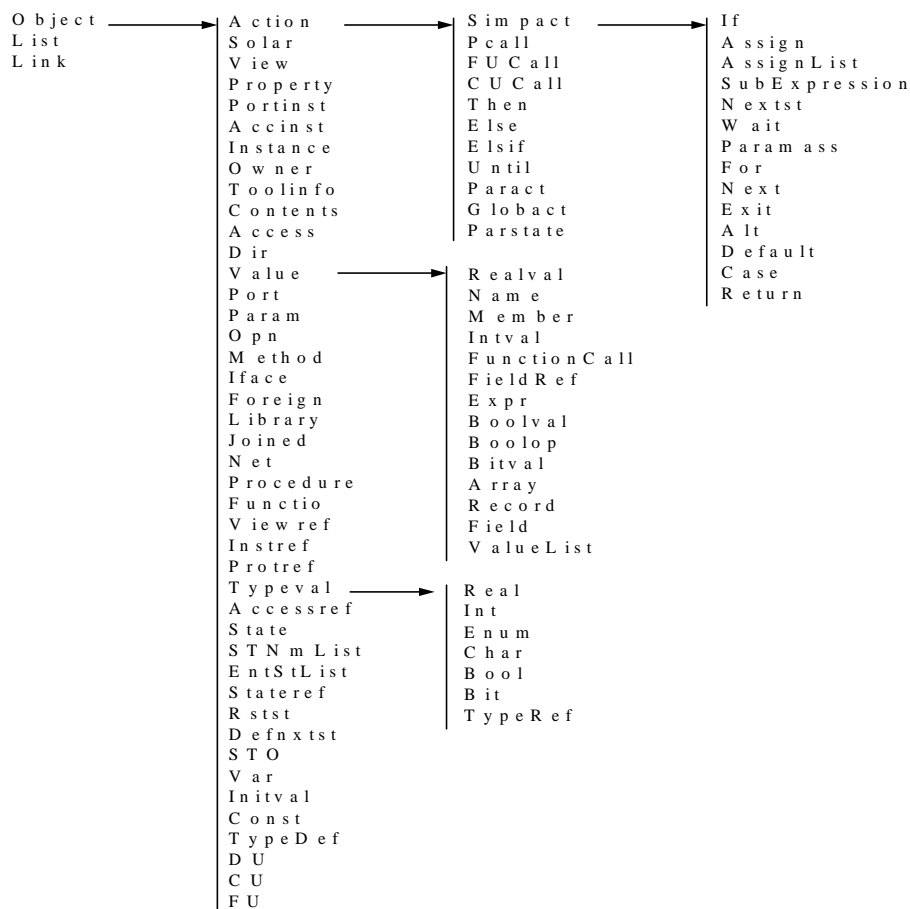 Object
List
Link
Action
Solar
View
Property
Portinst
Accinst
Instance
Owner
Toolinfo
Contents
Access
Dir
Value
Port
Param
Opn
Method
Iface
Foreign
Library
Joined
Net
Procedure
Functio
Viewref
Instref
Protref
Typeval
Accessref
State
STNmList
EntStList
Stateref
Rstst
Defnxtst
STO
Var
Initval
Const
TypeDef
DU
CU
FU
Simpact
Pcall
FUCall
CUCall
Then
Else
Elsif
Until
Paract
Globact
Parstate
Realval
Name
Member
Intval
FunctionCall
FieldRef
Expr
Boolval
Boolop
Bitval
Array
Record
Field
ValueList
Real
Int
Enum
Char
Bool
Bit
TypeRef
If
Assign
AssignList
SubExpression
Nextst
Wait
Paramass
For
Next
Exit
Alt
Default
Case
Return